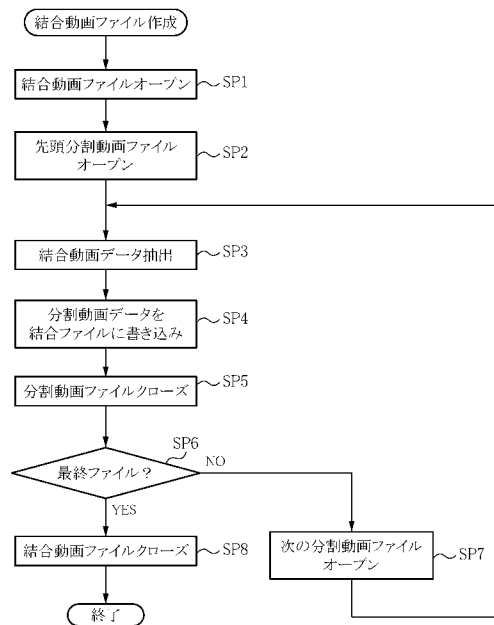 結合動画ファイル作成
結合動画ファイルオープン
SP1
先頭分割動画ファイル
オープン
SP2
結合動画データ抽出
SP3
分割動画データを
結合ファイルに書き込み
SP4
分割動画ファイルクローズ
SP5
SP6
最終ファイル？
NO
YES
結合動画ファイルクローズ
SP8
次の分割動画ファイル
オープン
SP7
終了